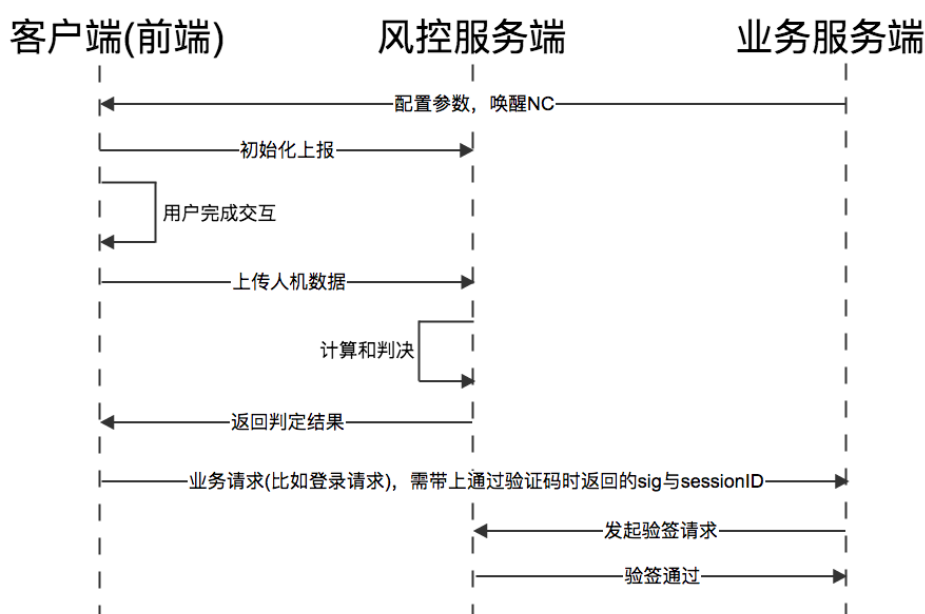 客户端(前端)
风控服务端
业务服务端
配置参数，唤醒NC
初始化上报
用户完成交互
上传人机数据
计算和判决
返回判定结果
业务请求(比如登录请求)，需带上通过验证码时返回的sig与sessionID
发起验签请求
验签通过